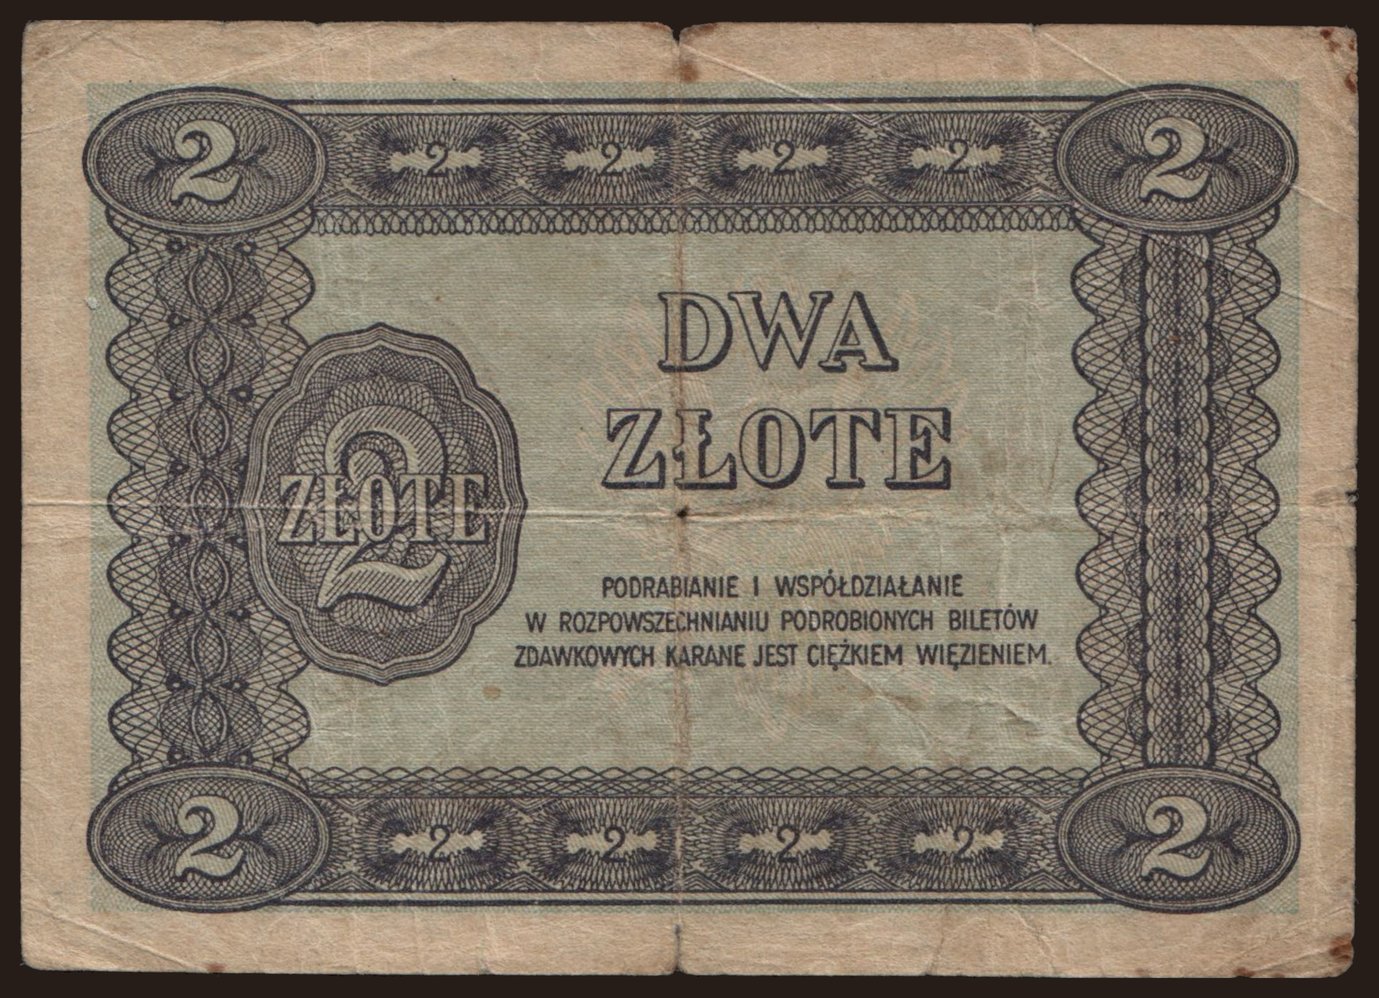 2 2 2 2 2 2
DWA
ZŁOTE
2
ZŁOTE
PODRABIANIE I WSPÓŁDZIAŁANIE
W ROZPOWSZECHNIANIU PODROBIONYCH BILETÓW
ZDAWKOWYCH KARANE JEST CIĘŻKIEM WIĘZIENIEM.
2 2 2 2 2 2